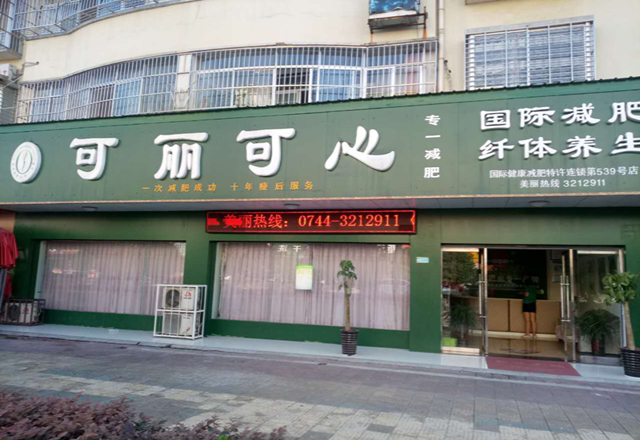 可丽可心
一次减肥成功 十年瘦后服务
专一减肥
国际减肥
纤体养生
国际健康减肥特许连锁第539号店
美丽热线 3212911
美丽热线：0744-3212911